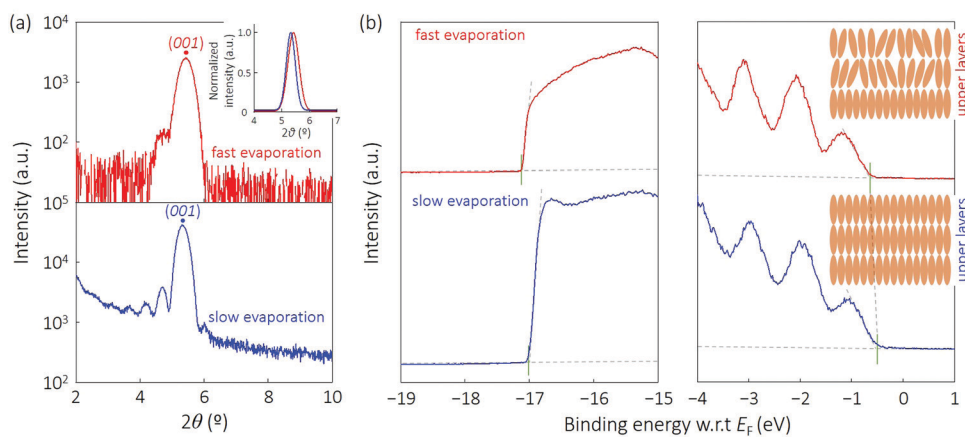 (a)
10⁴
(001)
10³
10²
fast evaporation
10⁵
Normalized
intensity (a.u.)
1.0
0.5
0
4 5 6 7
2θ (º)
(001)
10⁴
10³
slow evaporation
10²
2 4 6 8 10
2θ (º)
Intensity (a.u.)
(b)
fast evaporation
slow evaporation
Intensity (a.u.)
−19 −18 −17 −16 −15
upper layers
upper layers
−4 −3 −2 −1 0 1
Binding energy w.r.t E_F (eV)